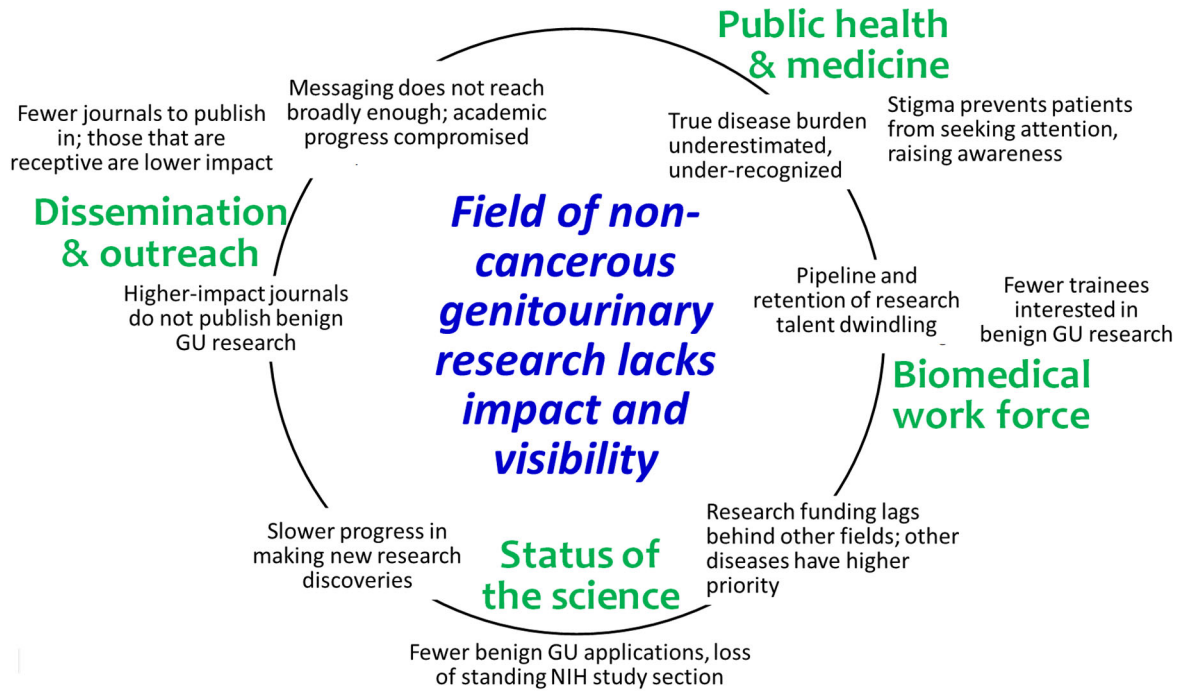 Public health
& medicine
Messaging does not reach
broadly enough; academic
progress compromised
Fewer journals to publish
in; those that are
receptive are lower impact
True disease burden
underestimated,
under-recognized
Stigma prevents patients
from seeking attention,
raising awareness
Dissemination
& outreach
Higher-impact journals
do not publish benign
GU research
Field of non-
cancerous
genitourinary
research lacks
impact and
visibility
Pipeline and
retention of research
talent dwindling
Fewer trainees
interested in
benign GU research
Biomedical
work force
Slower progress in
making new research
discoveries
Status of
the science
Research funding lags
behind other fields; other
diseases have higher
priority
Fewer benign GU applications, loss
of standing NIH study section